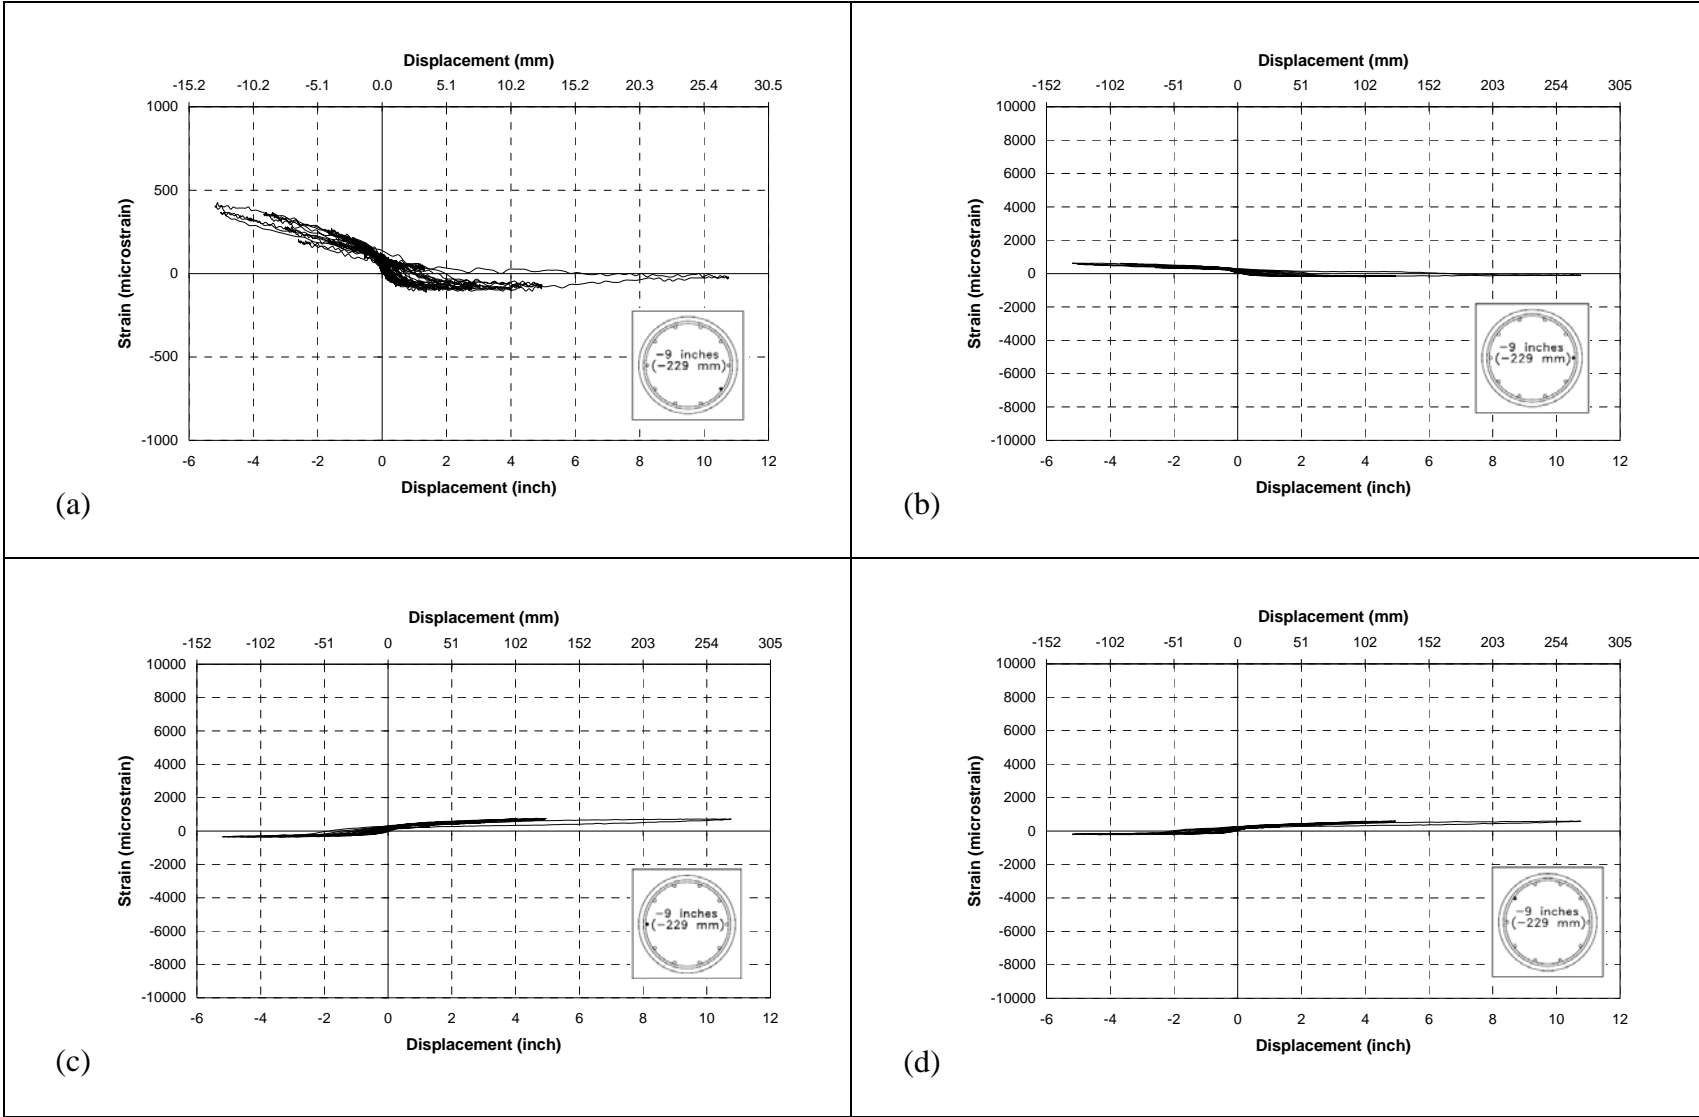 Displacement (mm)
-15.2 -10.2 -5.1 0.0 5.1 10.2 15.2 20.3 25.4 30.5
1000
500
0
-500
-1000
Strain (microstrain)
-9 inches
(-229 mm)
-6 -4 -2 0 2 4 6 8 10 12
Displacement (inch)
(a)
Displacement (mm)
-152 -102 -51 0 51 102 152 203 254 305
10000
8000
6000
4000
2000
0
-2000
-4000
-6000
-8000
-10000
Strain (microstrain)
-9 inches
(-229 mm)
-6 -4 -2 0 2 4 6 8 10 12
Displacement (inch)
(b)
Displacement (mm)
-152 -102 -51 0 51 102 152 203 254 305
10000
8000
6000
4000
2000
0
-2000
-4000
-6000
-8000
-10000
Strain (microstrain)
-9 inches
(-229 mm)
-6 -4 -2 0 2 4 6 8 10 12
Displacement (inch)
(c)
Displacement (mm)
-152 -102 -51 0 51 102 152 203 254 305
10000
8000
6000
4000
2000
0
-2000
-4000
-6000
-8000
-10000
Strain (microstrain)
-9 inches
(-229 mm)
-6 -4 -2 0 2 4 6 8 10 12
Displacement (inch)
(d)